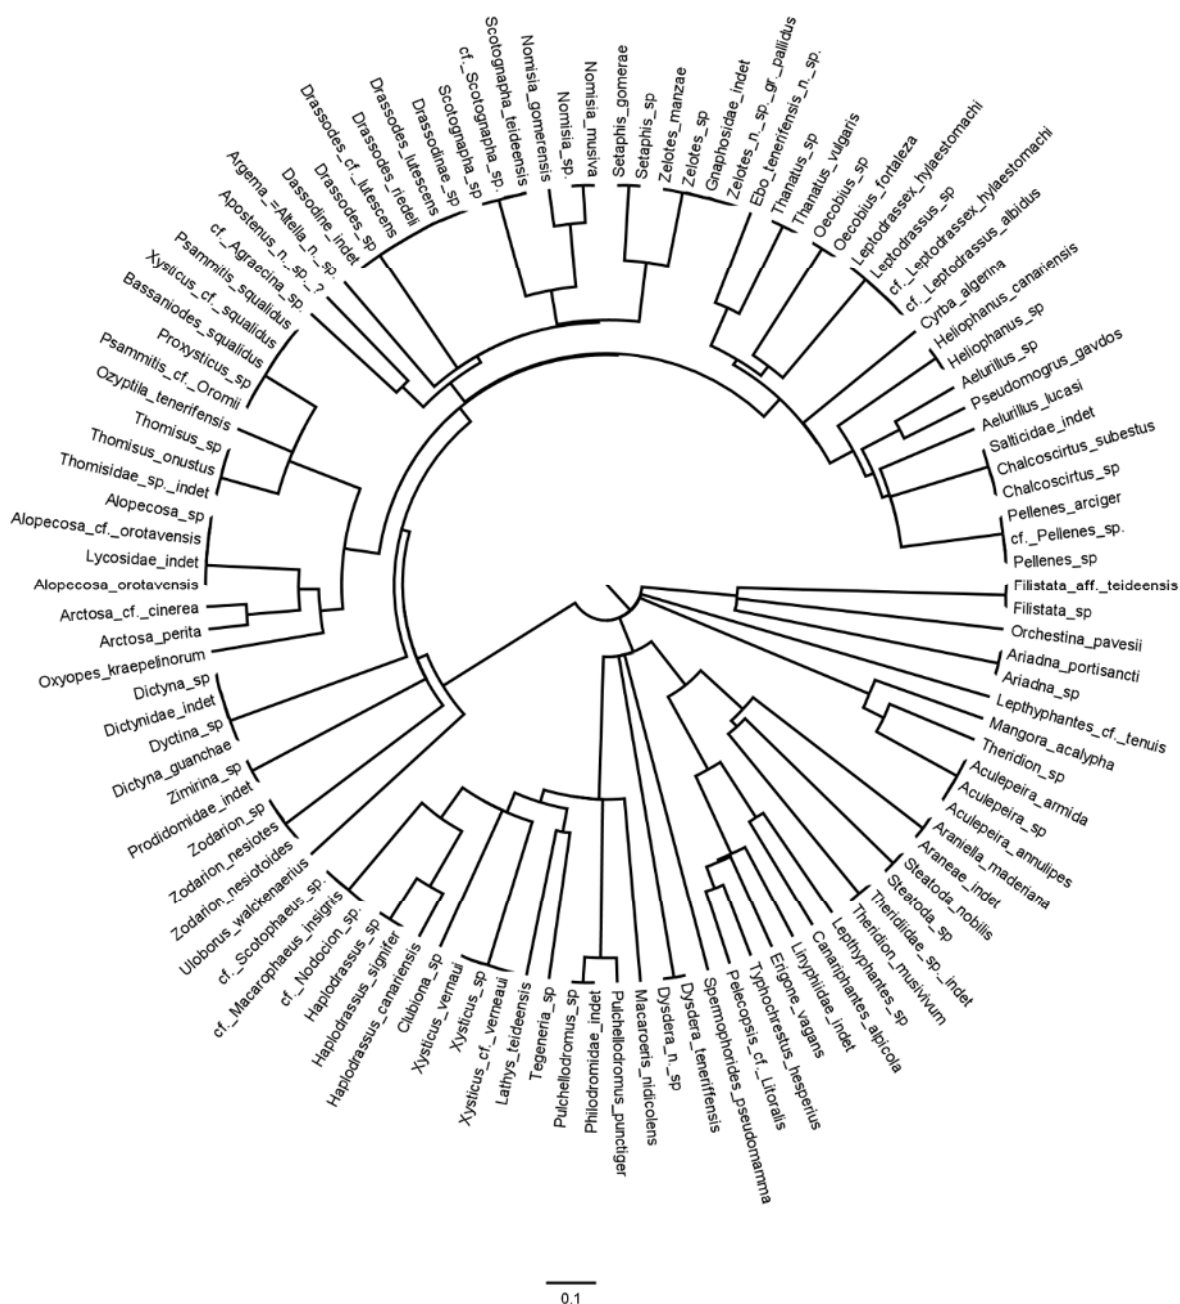 Setaphis_gomerae
Setaphis_sp
Zelotes_manzae
Zelotes_sp
Gnaphosidae_indet
Zelotes_n._sp._gr._pallidus
Ebo_tenerifensis_n._sp.
Thanatus_sp
Thanatus_vulgaris
Oecobius_sp
Oecobius_fortaleza
Leptodrassex_hylaestomachi
Leptodrassus_sp
cf._Leptodrassex_hylaestomachi
cf._Leptodrassus_albidus
Cyrba_algerina
Heliophanus_canariensis
Heliophanus_sp
Aelurillus_sp
Pseudomogrus_gavdos
Aelurillus_lucasi
Salticidae_indet
Chalcoscirtus_subestus
Chalcoscirtus_sp
Pellenes_arciger
cf._Pellenes_sp.
Pellenes_sp
Filistata_aff._teideensis
Filistata_sp
Orchestina_pavesii
Ariadna_portisancti
Ariadna_sp
Lepthyphantes_cf._tenuis
Mangora_acalypha
Theridion_sp
Aculepeira_armida
Aculepeira_sp
Aculepeira_annulipes
Araniella_maderiana
Araneae_indet
Steatoda_nobilis
Steatoda_sp
Theridiidae_sp._indet
Theridion_musivivum
Lepthyphantes_sp
Canariphantes_alpicola
Linyphiidae_indet
Erigone_vagans
Typhochrestus_hesperius
Pelecopsis_cf._Litoralis
Spermophorides_pseudomamma
Dysdera_teneriffensis
Dysdera_n._sp
Macaroeris_nidicolens
Pulchellodromus_punctiger
Philodromidae_indet
Pulchellodromus_sp
Tegeneria_sp
Lathys_teideensis
Xysticus_cf._verneaui
Xysticus_sp
Xysticus_vernaui
Clubiona_sp
Haplodrassus_canariensis
Haplodrassus_signifer
Haplodrassus_sp
cf._Nodocion_sp.
cf._Macarophaeus_insignis
cf._Scotophaeus_sp.
Uloborus_walckenaerius
Zodarion_nesiotoides
Zodarion_nesiotes
Zodarion_sp
Prodidomidae_indet
Zimirina_sp
Dictyna_guanchae
Dyctina_sp
Dictynidae_indet
Dictyna_sp
Oxyopes_kraepelinorum
Arctosa_perita
Arctosa_cf._cinerea
Alopecosa_orotavensis
Lycosidae_indet
Alopecosa_cf._orotavensis
Alopecosa_sp
Thomisidae_sp._indet
Thomisus_onustus
Thomisus_sp
Ozyptila_tenerifensis
Psammitis_cf._Oromii
Proxysticus_sp
Bassaniodes_squalidus
Xysticus_cf._squalidus
Psammitis_squalidus
cf._Agraecina_sp.
Apostenus_n._sp._?
Argema_=Altella_n._sp.
Dassodine_indet
Drassodes_sp
Drassodes_cf._lutescens
Drassodes_riedeli
Drassodes_lutescens
Drassodinae_sp
Scotognapha_sp
cf._Scotognapha_sp.
Scotognapha_teideensis
Nomisia_gomerensis
Nomisia_sp.
Nomisia_musiva
0.1